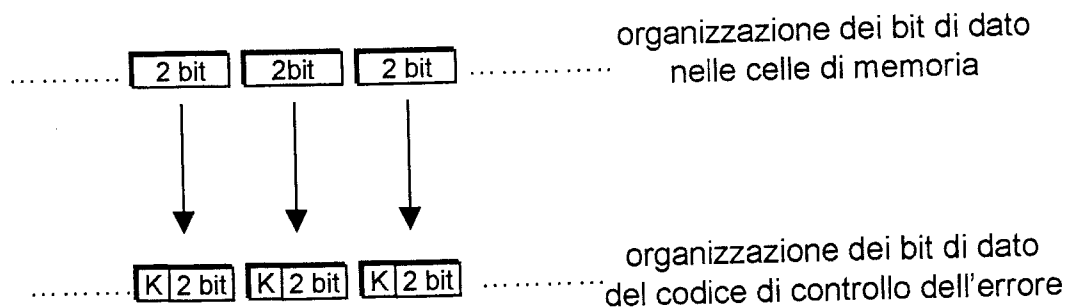 organizzazione dei bit di dato
nelle celle di memoria
........... 2 bit 2bit 2 bit ..............
organizzazione dei bit di dato
del codice di controllo dell'errore
.......... K 2 bit K 2 bit K 2 bit ............